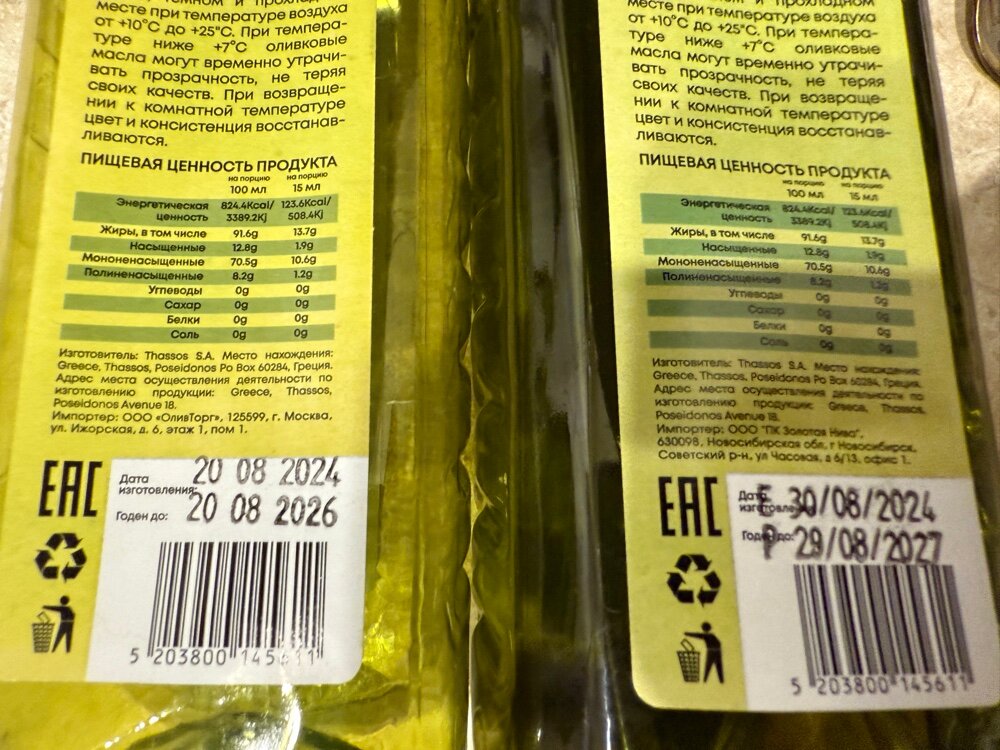 месте при температуре воздуха
от +10°C до +25°C. При темпера-
туре ниже +7°C оливковые
масла могут временно утрачи-
вать прозрачность, не теряя
своих качеств. При возвраще-
нии к комнатной температуре
цвет и консистенция восстанав-
ливаются.
ПИЩЕВАЯ ЦЕННОСТЬ ПРОДУКТА
на порцию на порцию
100 мл 15 мл
Энергетическая 824.4Kcal/ 123.6Kcal/
ценность 3389.2Kj 508.4Kj
Жиры, в том числе 91.6g 13.7g
Насыщенные 12.8g 1.9g
Мононенасыщенные 70.5g 10.6g
Полиненасыщенные 8.2g 1.2g
Углеводы 0g 0g
Сахар 0g 0g
Белки 0g 0g
Соль 0g 0g
Изготовитель: Thassos S.A. Место нахождения:
Greece, Thassos, Poseidonos Po Box 60284, Греция.
Адрес места осуществления деятельности по
изготовлению продукции: Greece, Thassos,
Poseidonos Avenue 18.
Импортер: ООО «ОливТорг», 125599, г. Москва,
ул. Ижорская, д. 6, этаж 1, пом 1.
EAC
Дата
изготовления: 20 08 2024
Годен до: 20 08 2026
5 203800 145611
и прохладном
месте при температуре воздуха
от +10°C до +25°C. При темпера-
туре ниже +7°C оливковые
масла могут временно утрачи-
вать прозрачность, не теряя
своих качеств. При возвраще-
нии к комнатной температуре
цвет и консистенция восстанав-
ливаются.
ПИЩЕВАЯ ЦЕННОСТЬ ПРОДУКТА
на порцию на порцию
100 мл 15 мл
Энергетическая 824.4Kcal/ 123.6Kcal/
ценность 3389.2Kj 508.4Kj
Жиры, в том числе 91.6g 13.7g
Насыщенные 12.8g 1.9g
Мононенасыщенные 70.5g 10.6g
Полиненасыщенные 8.2g
Углеводы 0g 0g
Сахар 0g 0g
Белки 0g 0g
Соль 0g 0g
Изготовитель: Thassos S.A. Место нахождения:
Greece, Thassos, Poseidonos Po Box 60284, Греция.
Адрес места осуществления деятельности по
изготовлению продукции: Greece, Thassos,
Poseidonos Avenue 18.
Импортер: ООО "ПК Золотая Нива",
630098, Новосибирская обл. г Новосибирск,
Советский р-н, ул Часовая, д 6/13, офис 1.
EAC
Дата
изготовления: 30/08/2024
Годен до: P 29/08/2027
5 203800 145611